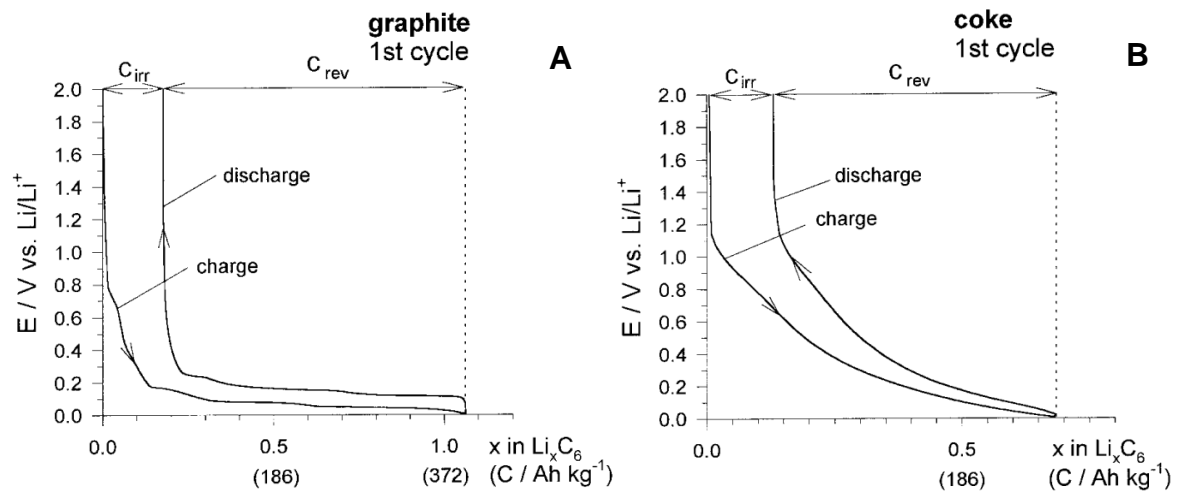 graphite
1st cycle
A
C_irr
C_rev
2.0
1.8
1.6
1.4
1.2
1.0
0.8
0.6
0.4
0.2
0.0
E / V vs. Li/Li⁺
discharge
charge
0.0
0.5
1.0
x in LiₓC₆
(186)
(372)
(C / Ah kg⁻¹)
coke
1st cycle
B
C_irr
C_rev
2.0
1.8
1.6
1.4
1.2
1.0
0.8
0.6
0.4
0.2
0.0
E / V vs. Li/Li⁺
discharge
charge
0.0
0.5
x in LiₓC₆
(186)
(C / Ah kg⁻¹)